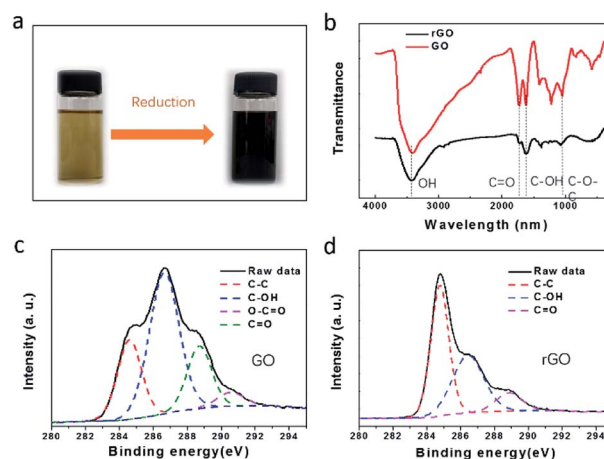 a
Reduction
b
rGO
GO
Transmittance
OH
C=O
C-OH
C-O-
C
4000
3000
2000
1000
Wavelength (nm)
c
Raw data
C-C
C-OH
O-C=O
C=O
GO
Intensity (a. u.)
280
282
284
286
288
290
292
294
Binding energy(eV)
d
Raw data
C-C
C-OH
C=O
rGO
Intensity (a. u.)
280
282
284
286
288
290
292
294
Binding energy(eV)